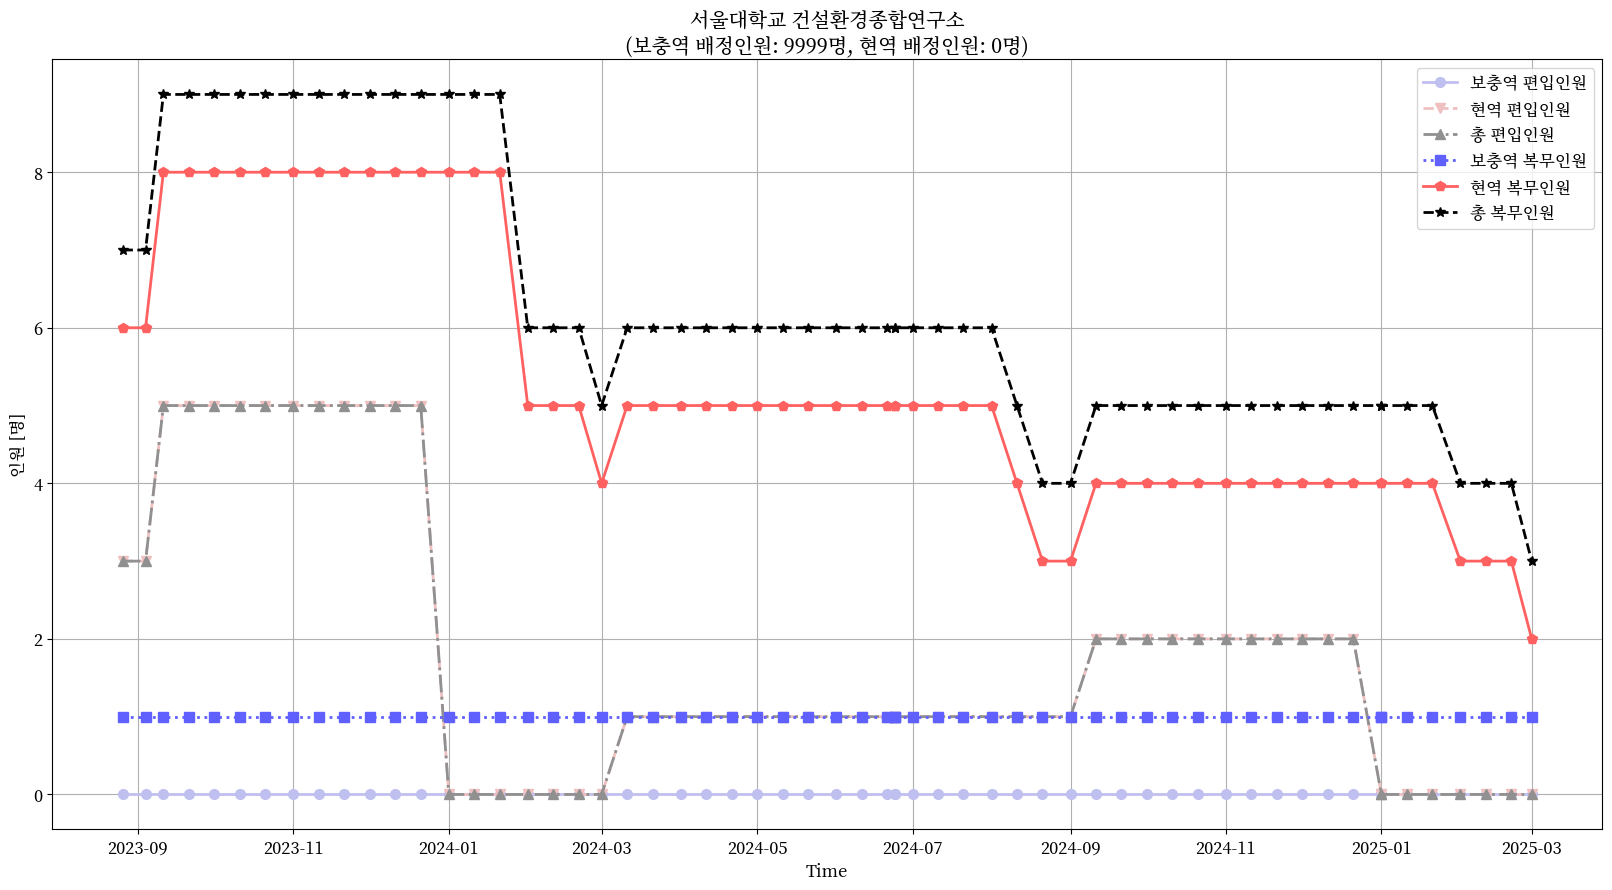 서울대학교 건설환경종합연구소
(보충역 배정인원: 9999명, 현역 배정인원: 0명)
보충역 편입인원
현역 편입인원
총 편입인원
보충역 복무인원
현역 복무인원
총 복무인원
인원 [명]
8
6
4
2
0
2023-09
2023-11
2024-01
2024-03
2024-05
2024-07
2024-09
2024-11
2025-01
2025-03
Time